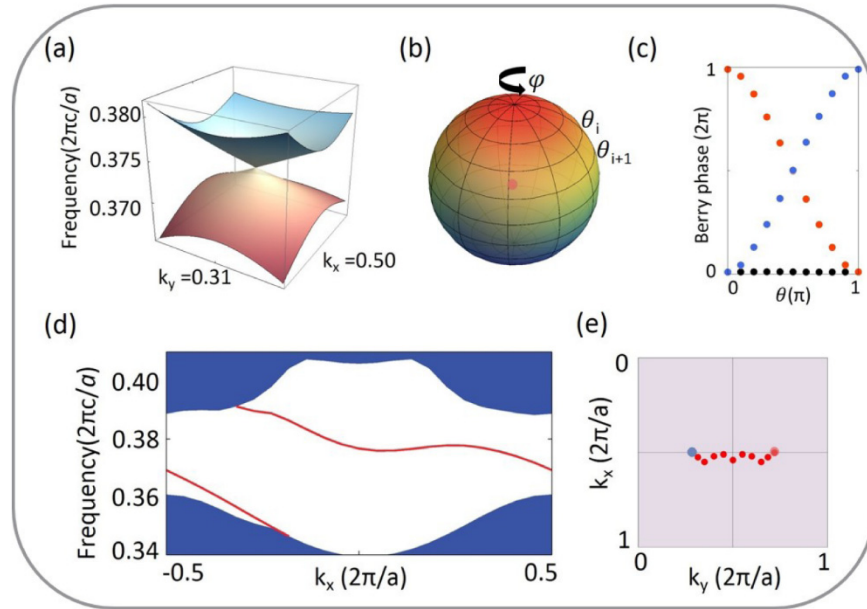 (a)
Frequency(2πc/a)
0.380
0.375
0.370
k_y =0.31
k_x =0.50
(b)
φ
θ_i
θ_{i+1}
(c)
Berry phase (2π)
1
0
0
1
θ(π)
(d)
Frequency(2πc/a)
0.40
0.38
0.36
0.34
-0.5
k_x (2π/a)
0.5
(e)
k_x (2π/a)
0
1
0
1
k_y (2π/a)